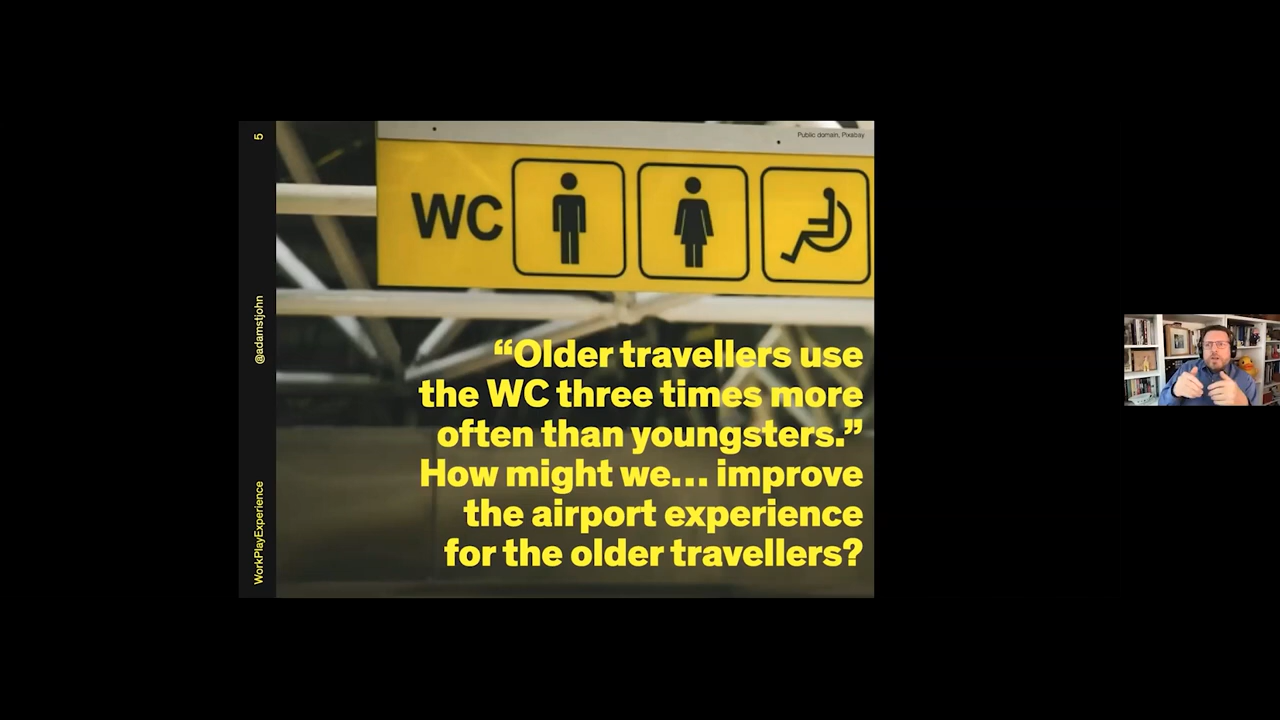 5
@adamstjohn
WorkPlayExperience
Public domain, Pixabay
WC
“Older travellers use
the WC three times more
often than youngsters.”
How might we... improve
the airport experience
for the older travellers?